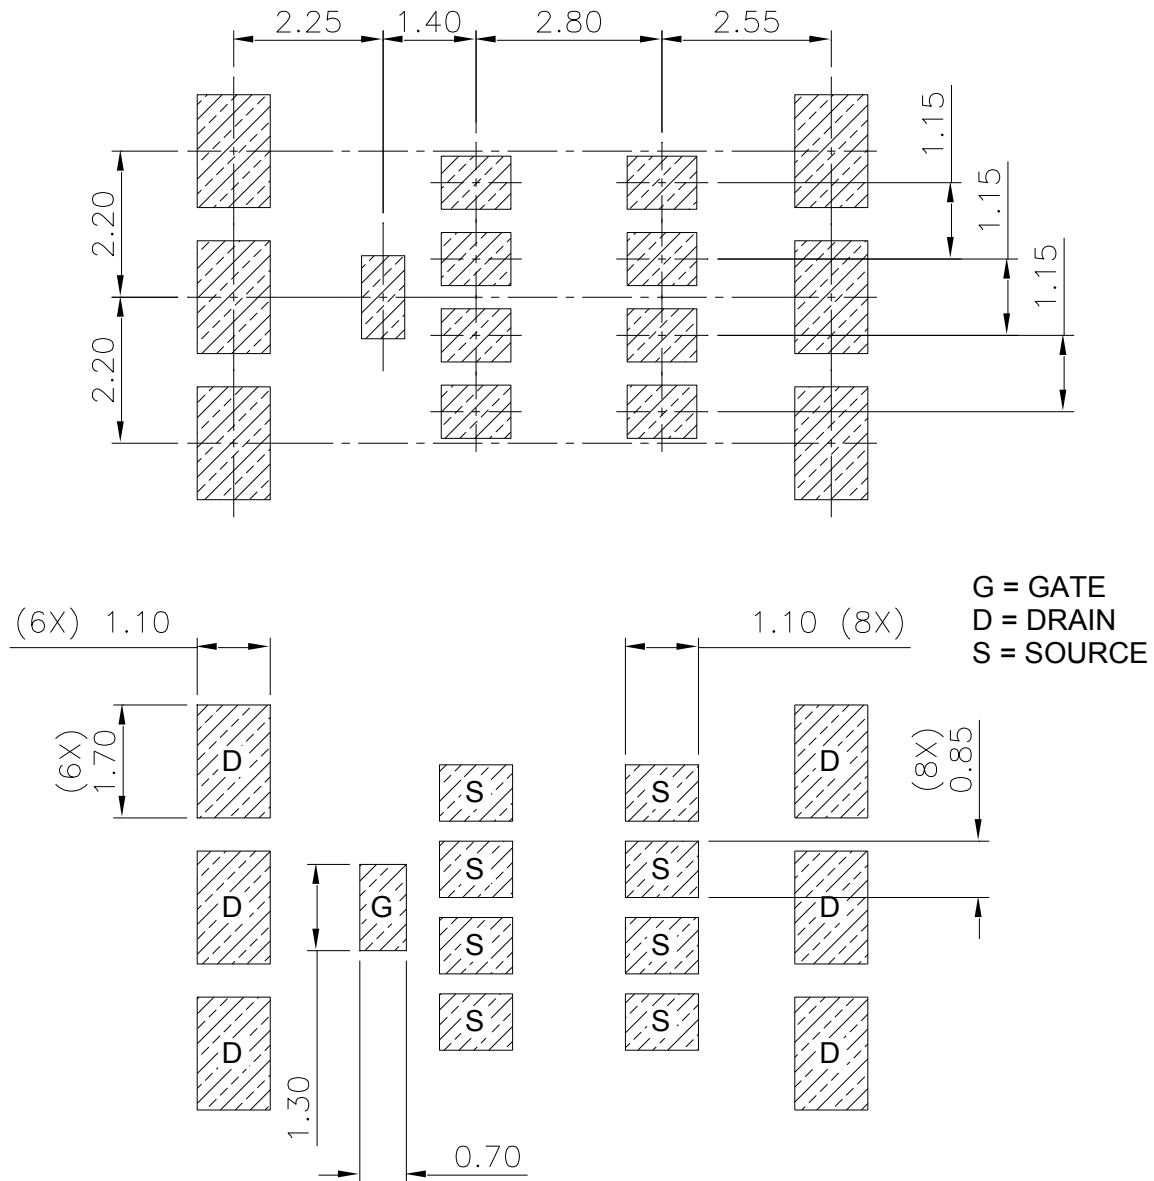 2.25
1.40
2.80
2.55
1.15
1.15
1.15
2.20
2.20
G = GATE
D = DRAIN
S = SOURCE
(6X) 1.10
1.10 (8X)
(6X)
1.70
(8X)
0.85
D
S
S
D
S
S
D
G
D
S
S
D
S
S
D
1.30
0.70